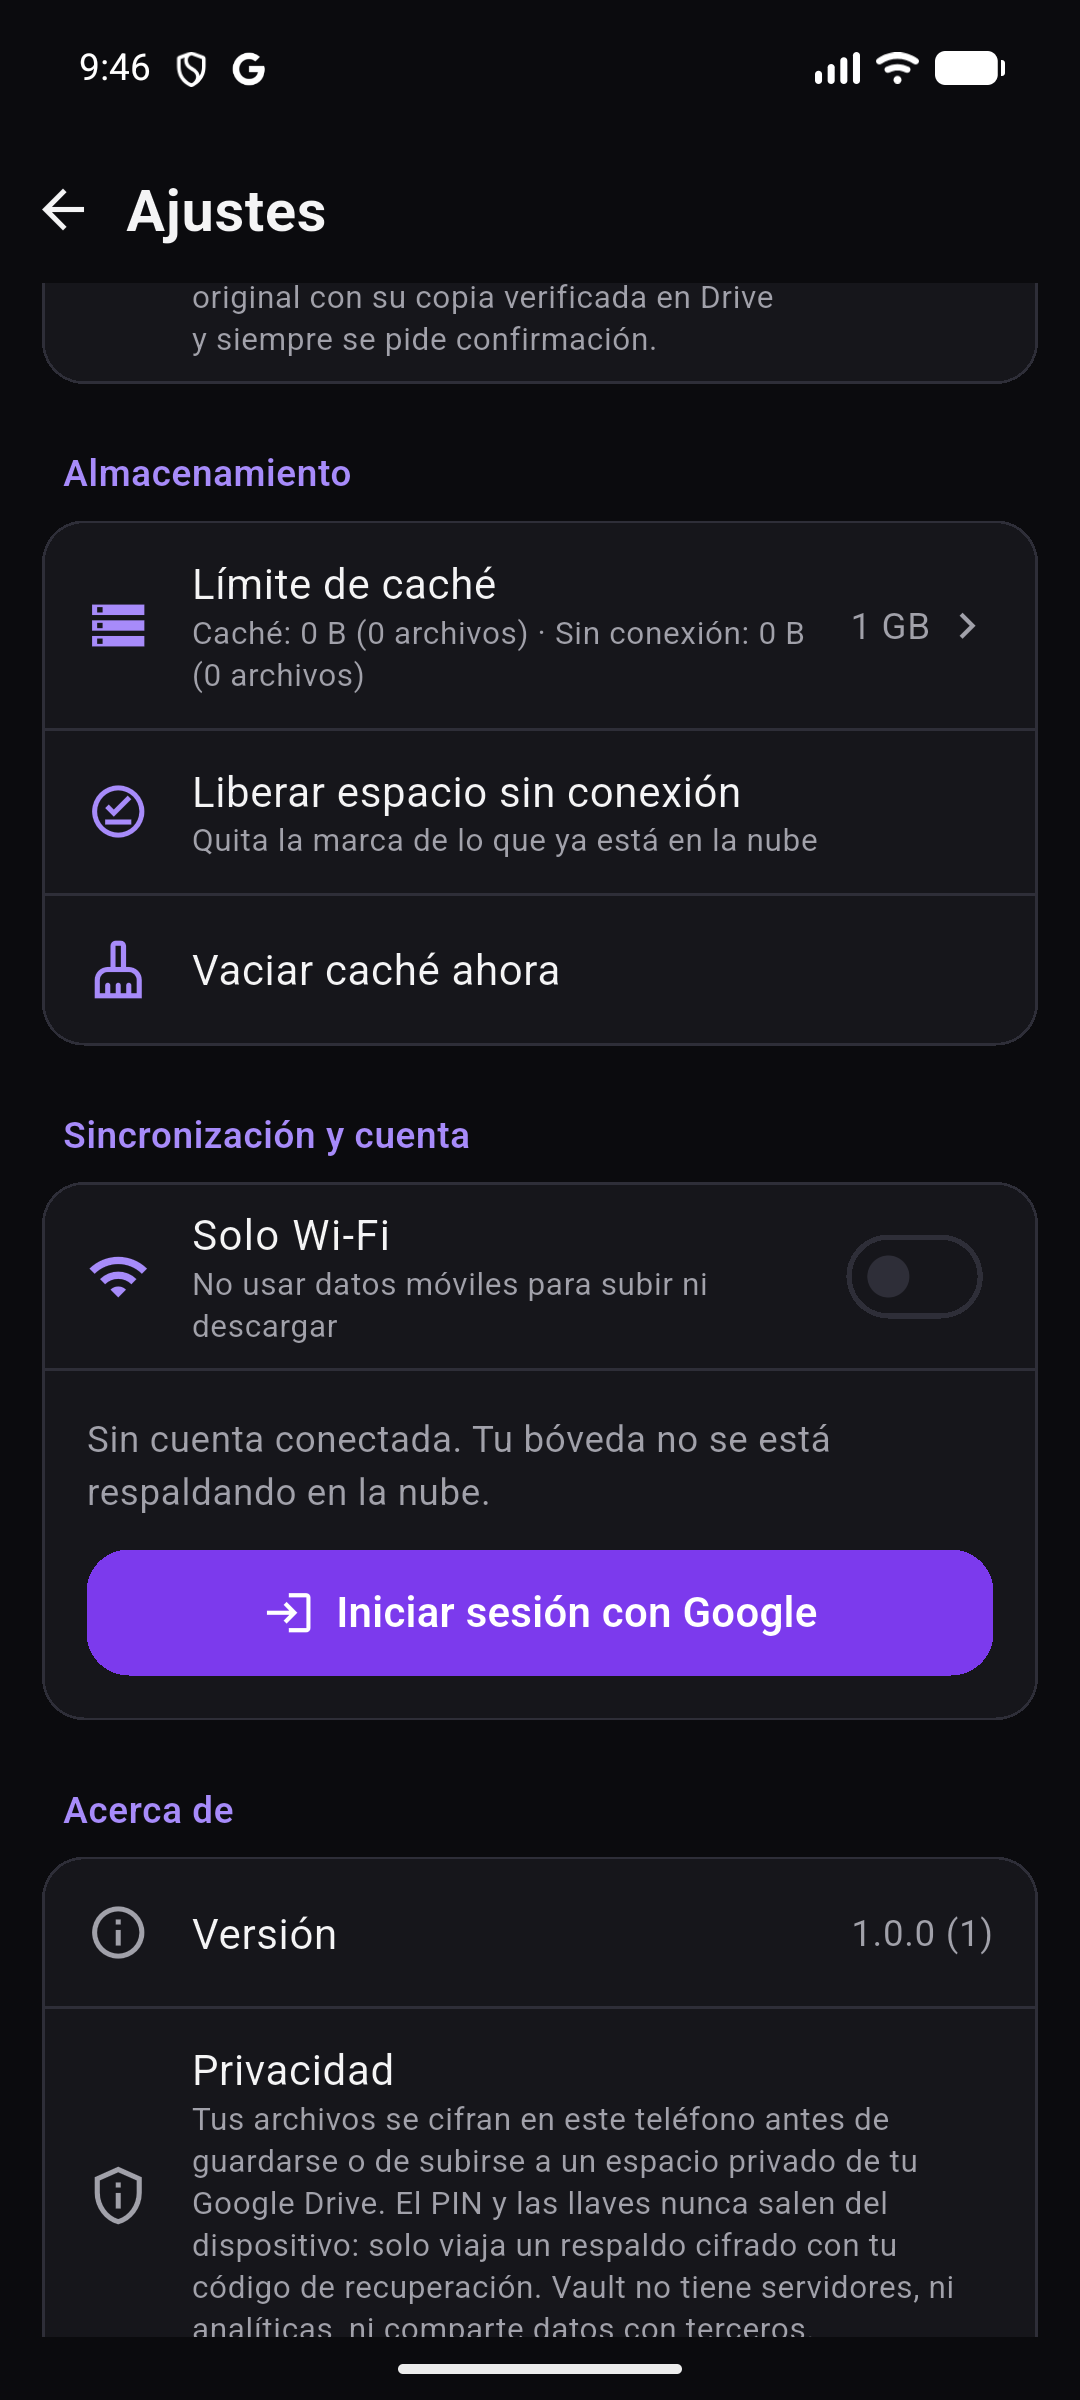 9:46
Ajustes
original con su copia verificada en Drive
y siempre se pide confirmación.
Almacenamiento
Límite de caché
Caché: 0 B (0 archivos) · Sin conexión: 0 B
(0 archivos)
1 GB
Liberar espacio sin conexión
Quita la marca de lo que ya está en la nube
Vaciar caché ahora
Sincronización y cuenta
Solo Wi-Fi
No usar datos móviles para subir ni
descargar
Sin cuenta conectada. Tu bóveda no se está
respaldando en la nube.
Iniciar sesión con Google
Acerca de
Versión
1.0.0 (1)
Privacidad
Tus archivos se cifran en este teléfono antes de
guardarse o de subirse a un espacio privado de tu
Google Drive. El PIN y las llaves nunca salen del
dispositivo: solo viaja un respaldo cifrado con tu
código de recuperación. Vault no tiene servidores, ni
analíticas, ni comparte datos con terceros.